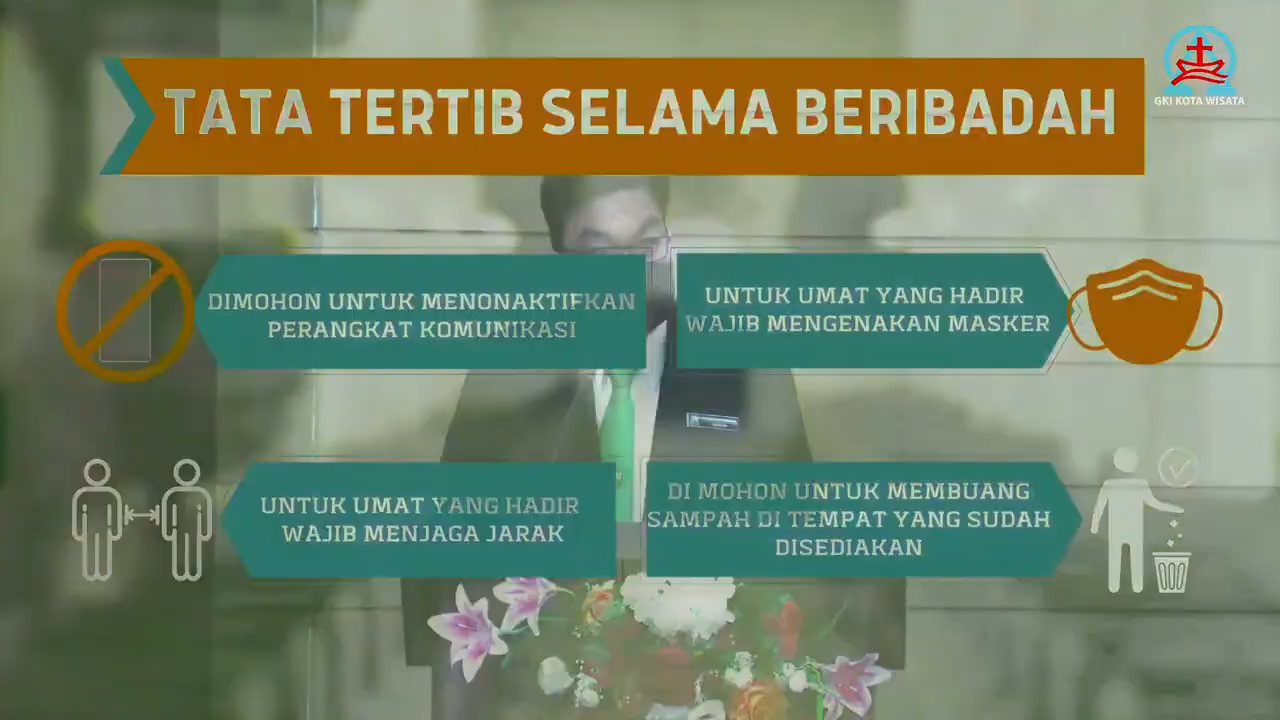 GKI KOTA WISATA
TATA TERTIB SELAMA BERIBADAH
DIMOHON UNTUK MENONAKTIFKAN
PERANGKAT KOMUNIKASI
UNTUK UMAT YANG HADIR
WAJIB MENGENAKAN MASKER
UNTUK UMAT YANG HADIR
WAJIB MENJAGA JARAK
DI MOHON UNTUK MEMBUANG
SAMPAH DI TEMPAT YANG SUDAH
DISEDIAKAN